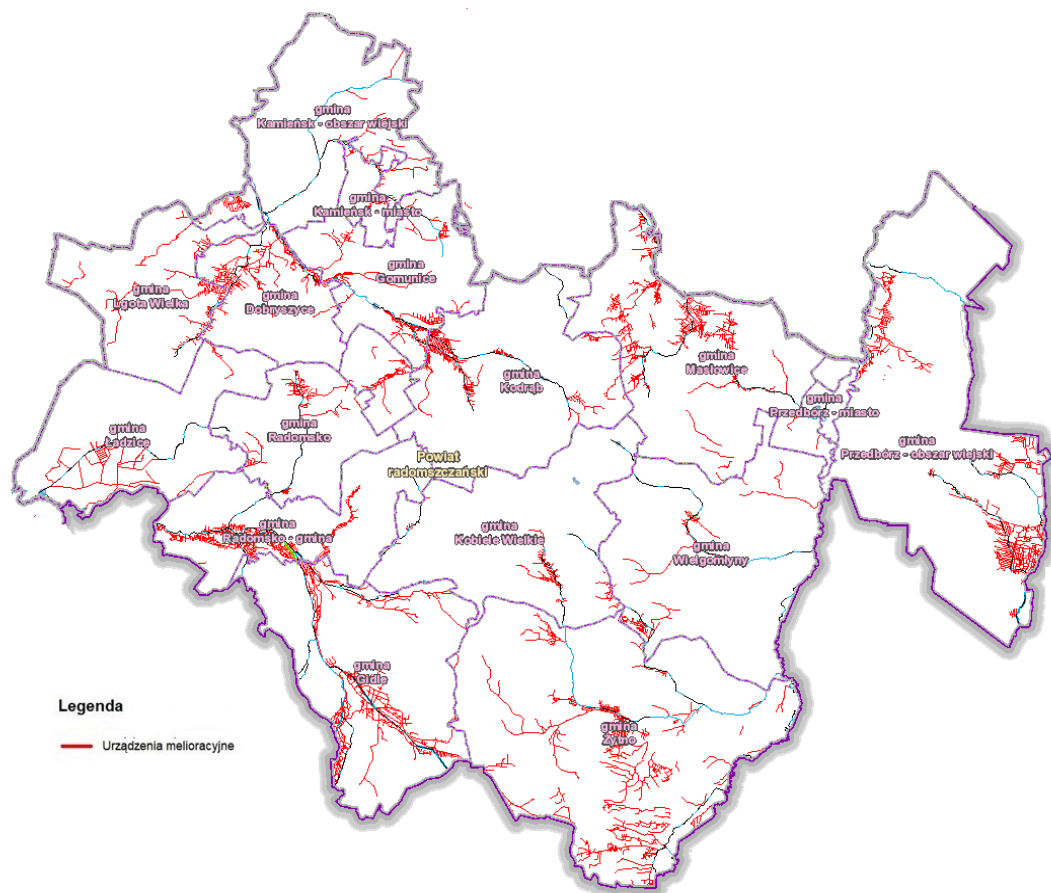 gmina
Kamieńsk - obszar wiejski
gmina
Kamieńsk - miasto
gmina
Gomunice
gmina
Lgota Wielka
gmina
Dobryszyce
gmina
Masłowice
gmina
Kodrąb
gmina
Przedbórz - miasto
gmina
Ładzice
gmina
Radomsko
Powiat
radomszczański
gmina
Przedbórz - obszar wiejski
gmina
Radomsko - gmina
gmina
Kobiele Wielkie
gmina
Wielgomłyny
gmina
Gidle
gmina
Żytno
Legenda
Urządzenia melioracyjne